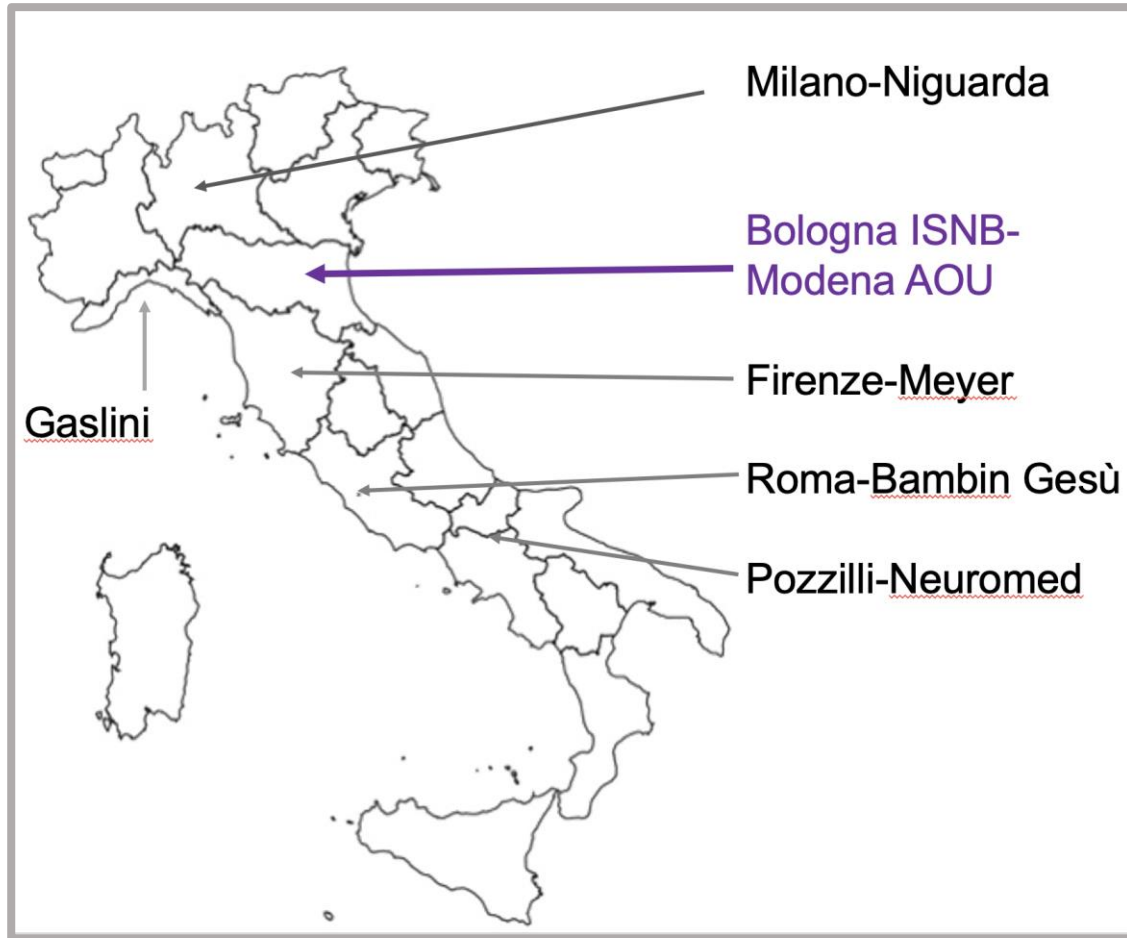 Milano-Niguarda
Bologna ISNB-
Modena AOU
Firenze-Meyer
Gaslini
Roma-Bambin Gesù
Pozzilli-Neuromed